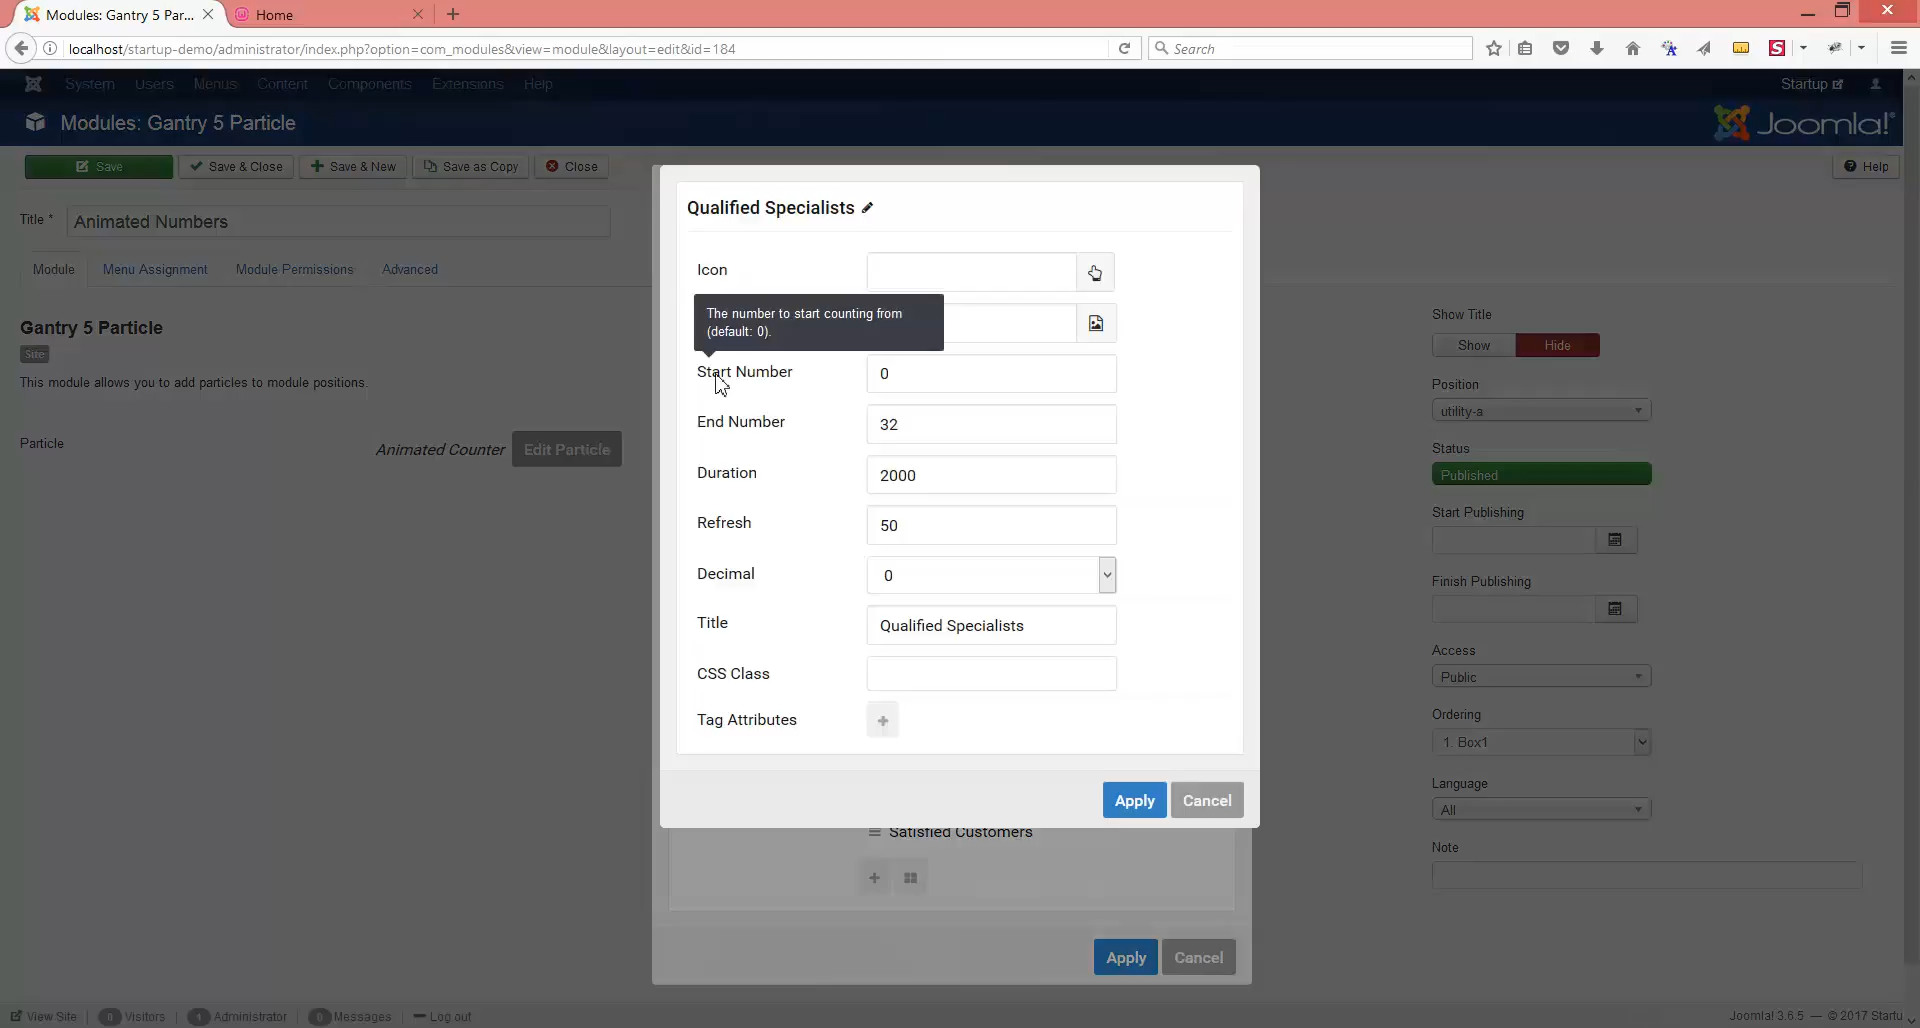 Modules: Gantry 5 Par...
Home
localhost/startup-demo/administrator/index.php?option=com_modules&view=module&layout=edit&id=184
Search
System Users Menus Content Components Extensions Help
Startup
Modules: Gantry 5 Particle
Joomla!
Save
Save & Close
Save & New
Save as Copy
Close
Help
Title *
Animated Numbers
Module
Menu Assignment
Module Permissions
Advanced
Gantry 5 Particle
Site
This module allows you to add particles to module positions.
Particle
Animated Counter
Edit Particle
Qualified Specialists
Icon
The number to start counting from
(default: 0).
Start Number
0
End Number
32
Duration
2000
Refresh
50
Decimal
0
Title
Qualified Specialists
CSS Class
Tag Attributes
Apply
Cancel
Satisfied Customers
Apply
Cancel
Show Title
Show
Hide
Position
utility-a
Status
Published
Start Publishing
Finish Publishing
Access
Public
Ordering
1. Box1
Language
All
Note
View Site
0 Visitors
1 Administrator
0 Messages
Log out
Joomla! 3.6.5 — © 2017 Startu